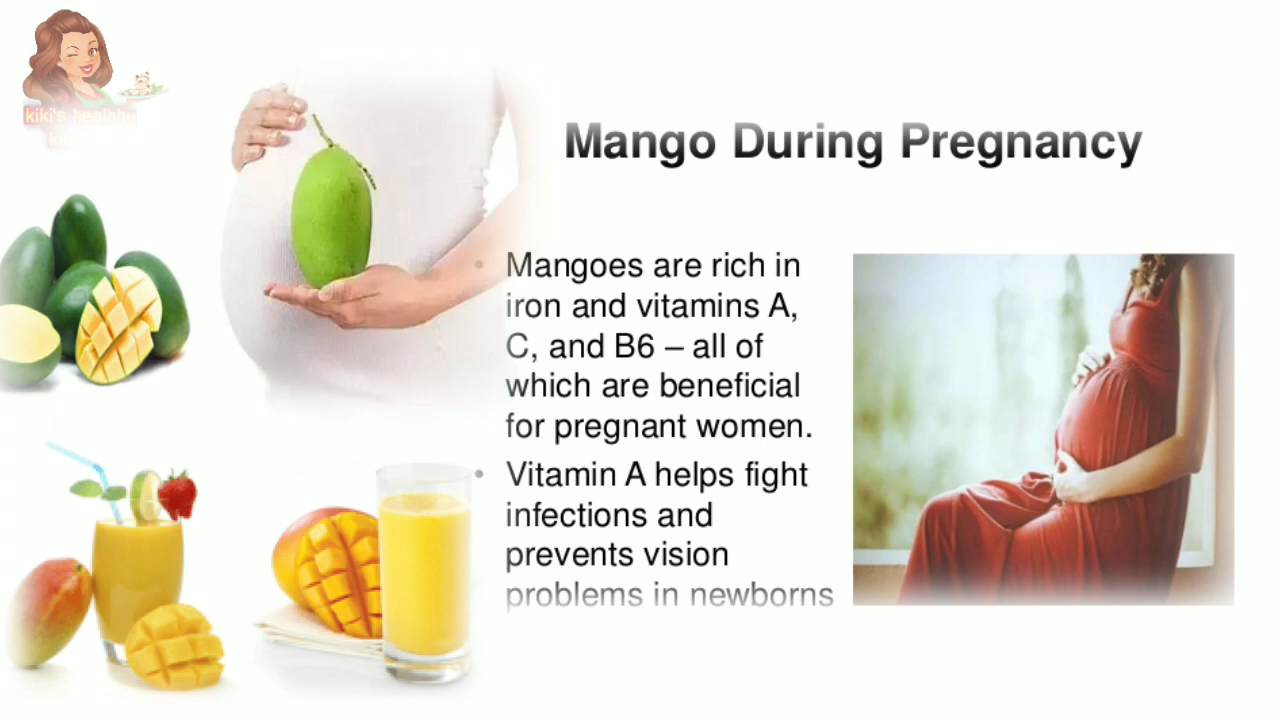 kiki's healthy
Mango During Pregnancy
• Mangoes are rich in
iron and vitamins A,
C, and B6 – all of
which are beneficial
for pregnant women.
• Vitamin A helps fight
infections and
prevents vision
problems in newborns